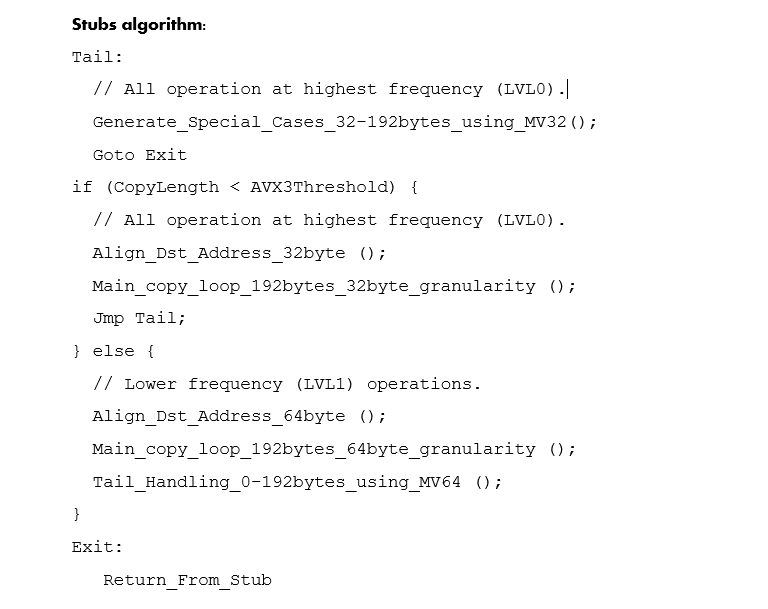 Stubs algorithm:
Tail:
// All operation at highest frequency (LVL0).
Generate_Special_Cases_32-192bytes_using_MV32();
Goto Exit
if (CopyLength < AVX3Threshold) {
// All operation at highest frequency (LVL0).
Align_Dst_Address_32byte ();
Main_copy_loop_192bytes_32byte_granularity ();
Jmp Tail;
} else {
// Lower frequency (LVL1) operations.
Align_Dst_Address_64byte ();
Main_copy_loop_192bytes_64byte_granularity ();
Tail_Handling_0-192bytes_using_MV64 ();
}
Exit:
Return_From_Stub